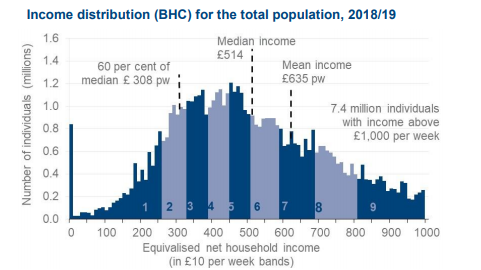 Income distribution (BHC) for the total population, 2018/19
Number of individuals (millions)
1.6
1.4
1.2
1.0
0.8
0.6
0.4
0.2
0.0
60 per cent of
median £ 308 pw
Median income
£514
Mean income
£635 pw
7.4 million individuals
with income above
£1,000 per week
1 2 3 4 5 6 7 8 9
0 100 200 300 400 500 600 700 800 900 1000
Equivalised net household income
(in £10 per week bands)